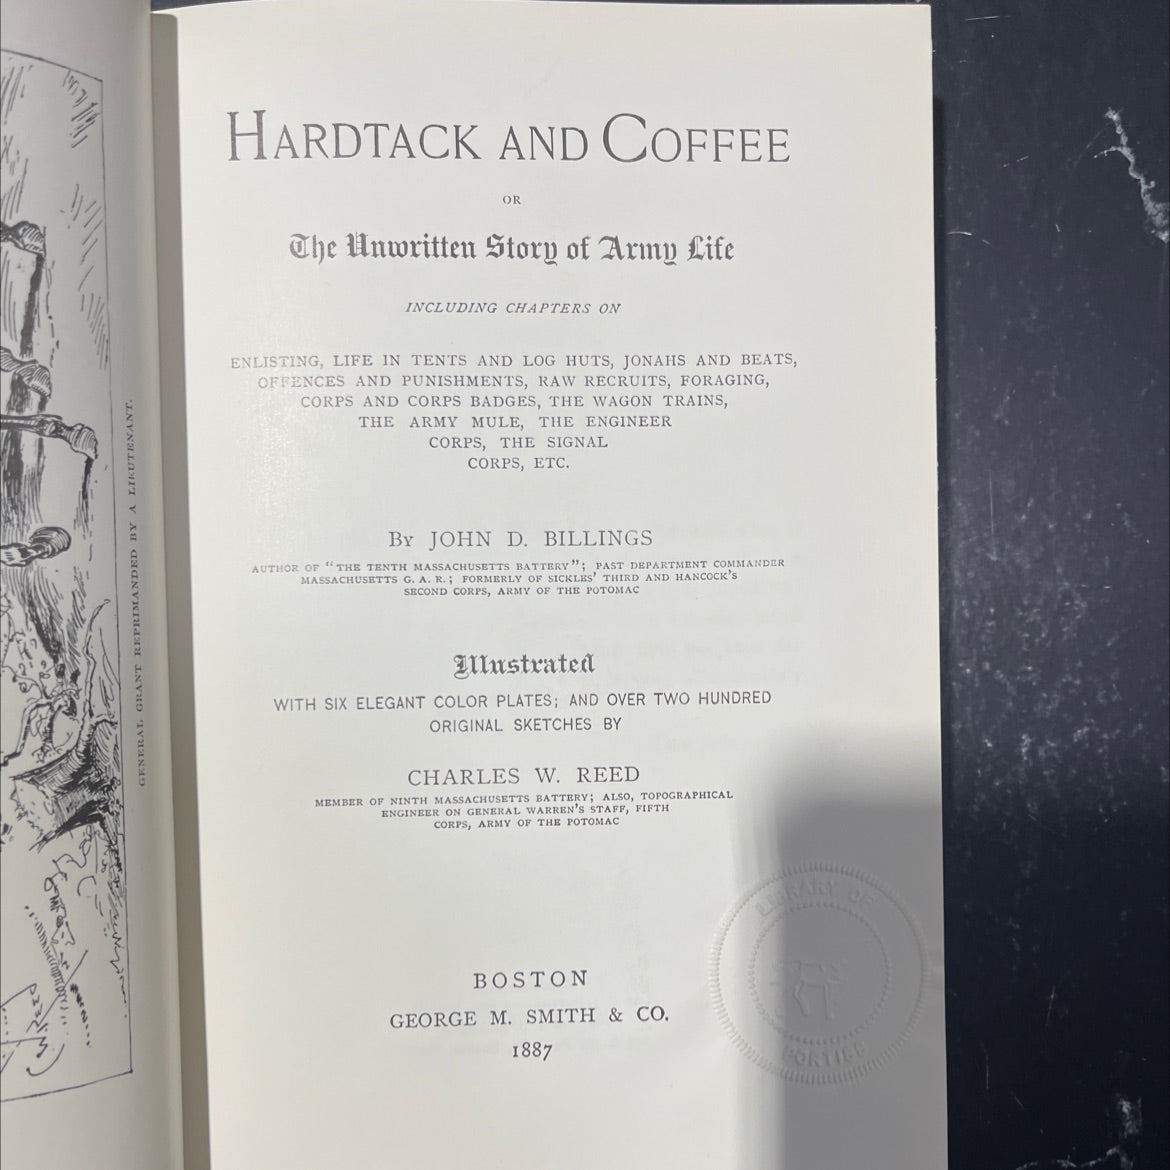 GENERAL GRANT REPRIMANDED BY A LIEUTENANT.
HARDTACK AND COFFEE
OR
The Unwritten Story of Army Life
INCLUDING CHAPTERS ON
ENLISTING, LIFE IN TENTS AND LOG HUTS, JONAHS AND BEATS,
OFFENCES AND PUNISHMENTS, RAW RECRUITS, FORAGING,
CORPS AND CORPS BADGES, THE WAGON TRAINS,
THE ARMY MULE, THE ENGINEER
CORPS, THE SIGNAL
CORPS, ETC.
By JOHN D. BILLINGS
AUTHOR OF "THE TENTH MASSACHUSETTS BATTERY"; PAST DEPARTMENT COMMANDER
MASSACHUSETTS G. A. R.; FORMERLY OF SICKLES' THIRD AND HANCOCK'S
SECOND CORPS, ARMY OF THE POTOMAC
Illustrated
WITH SIX ELEGANT COLOR PLATES; AND OVER TWO HUNDRED
ORIGINAL SKETCHES BY
CHARLES W. REED
MEMBER OF NINTH MASSACHUSETTS BATTERY; ALSO, TOPOGRAPHICAL
ENGINEER ON GENERAL WARREN'S STAFF, FIFTH
CORPS, ARMY OF THE POTOMAC
BOSTON
GEORGE M. SMITH & CO.
1887
LIBRARY OF